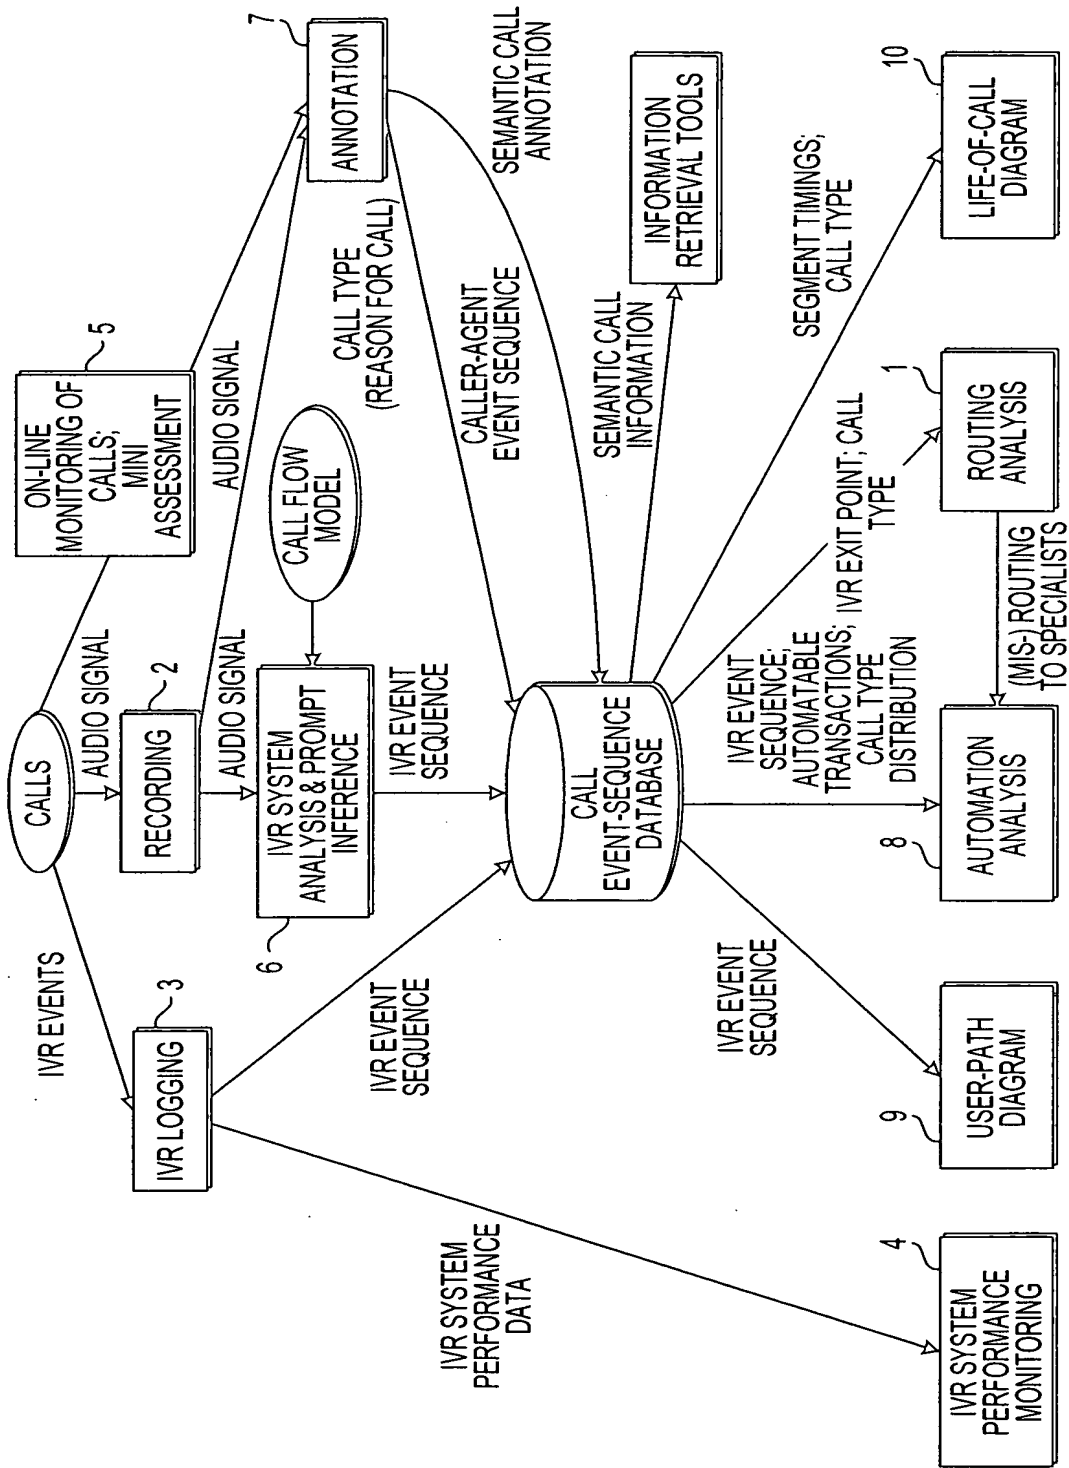 CALLS
IVR EVENTS
AUDIO SIGNAL
ON-LINE
MONITORING OF
CALLS;
MINI
ASSESSMENT
5
RECORDING
2
IVR LOGGING
3
AUDIO SIGNAL
AUDIO SIGNAL
7
ANNOTATION
IVR SYSTEM
ANALYSIS & PROMPT
INFERENCE
6
CALL FLOW
MODEL
CALL TYPE
(REASON FOR CALL)
IVR EVENT
SEQUENCE
IVR EVENT
SEQUENCE
CALLER-AGENT
EVENT SEQUENCE
SEMANTIC CALL
ANNOTATION
IVR SYSTEM
PERFORMANCE
DATA
CALL
EVENT-SEQUENCE
DATABASE
SEMANTIC CALL
INFORMATION
INFORMATION
RETRIEVAL TOOLS
IVR EVENT
SEQUENCE
IVR EVENT
SEQUENCE;
AUTOMATABLE
TRANSACTIONS;
CALL TYPE
DISTRIBUTION
IVR EXIT POINT; CALL
TYPE
SEGMENT TIMINGS;
CALL TYPE
4
IVR SYSTEM
PERFORMANCE
MONITORING
9
USER-PATH
DIAGRAM
8
AUTOMATION
ANALYSIS
(MIS-) ROUTING
TO SPECIALISTS
1
ROUTING
ANALYSIS
10
LIFE-OF-CALL
DIAGRAM